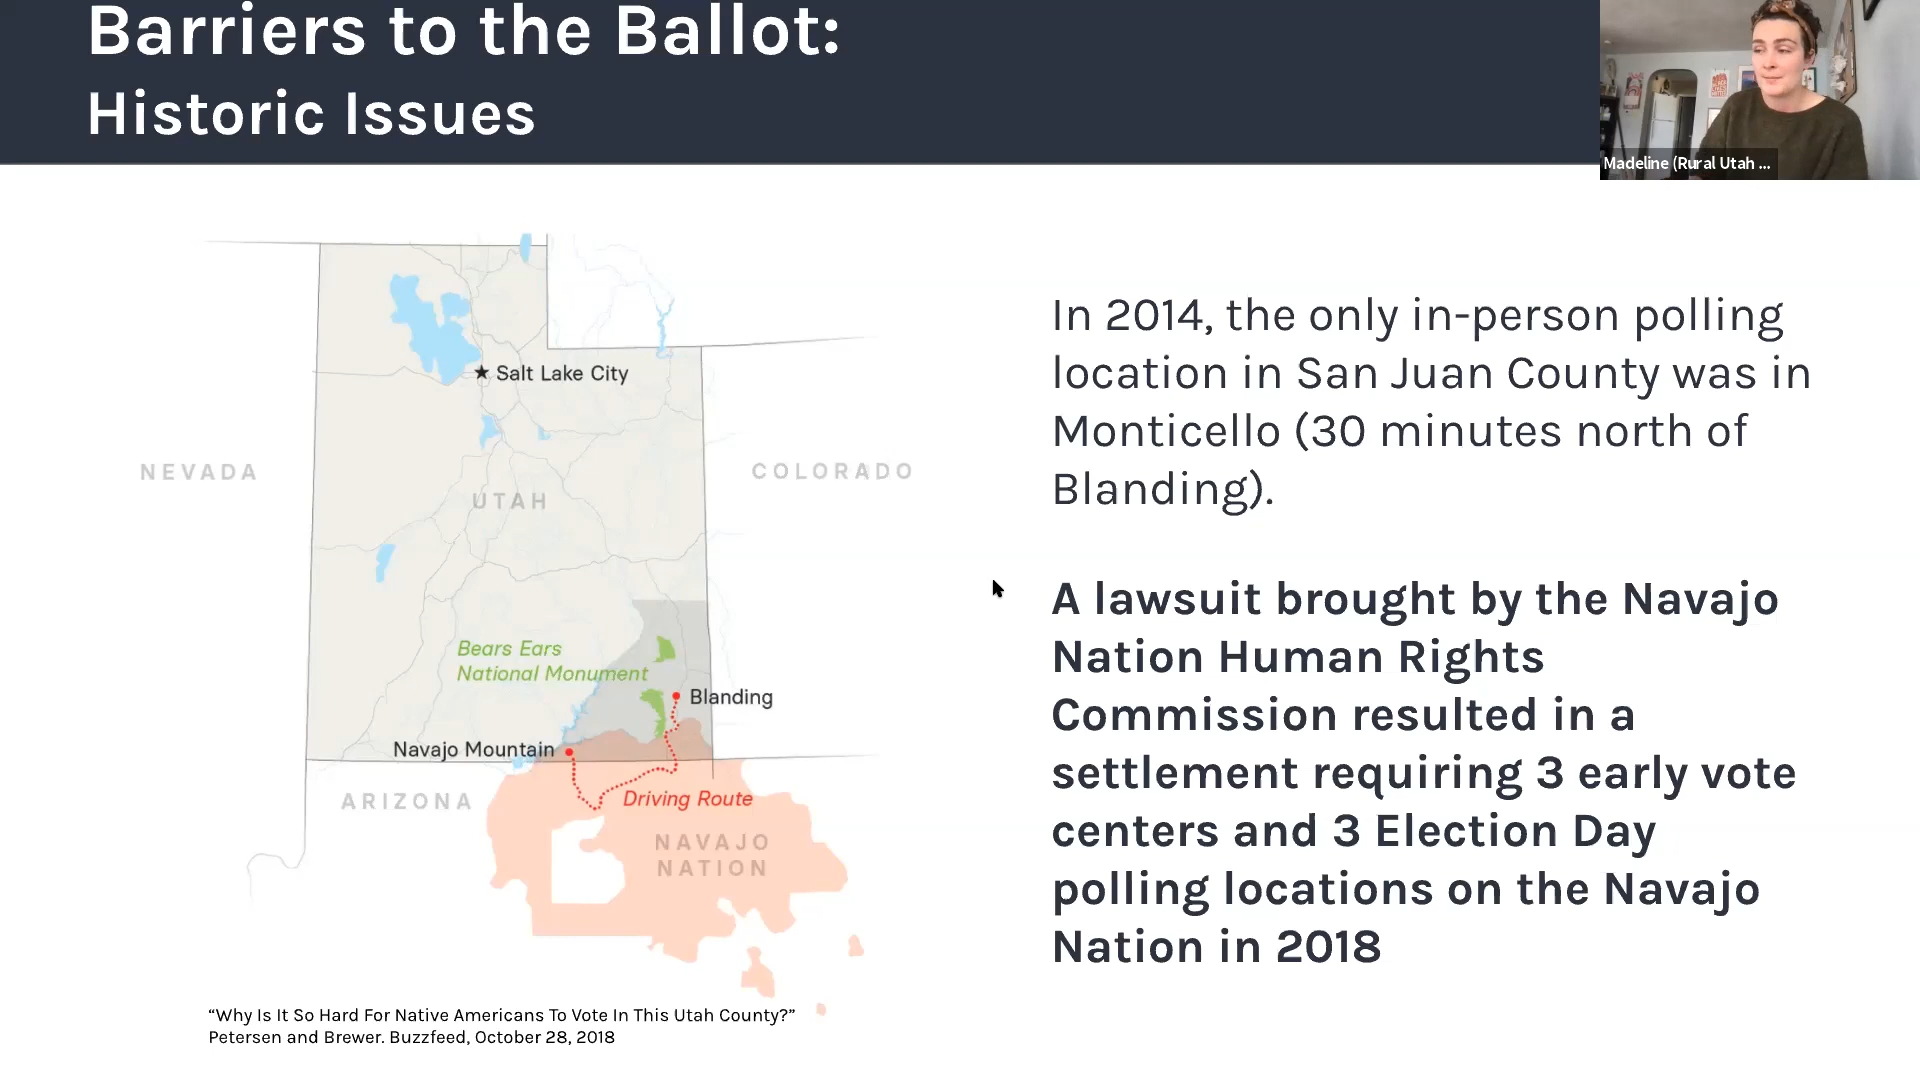 Barriers to the Ballot:
Historic Issues
Madeline (Rural Utah ...
Salt Lake City
NEVADA
COLORADO
UTAH
Bears Ears
National Monument
Blanding
Navajo Mountain
ARIZONA
Driving Route
NAVAJO
NATION
“Why Is It So Hard For Native Americans To Vote In This Utah County?”
Petersen and Brewer. Buzzfeed, October 28, 2018
In 2014, the only in-person polling
location in San Juan County was in
Monticello (30 minutes north of
Blanding).
A lawsuit brought by the Navajo
Nation Human Rights
Commission resulted in a
settlement requiring 3 early vote
centers and 3 Election Day
polling locations on the Navajo
Nation in 2018